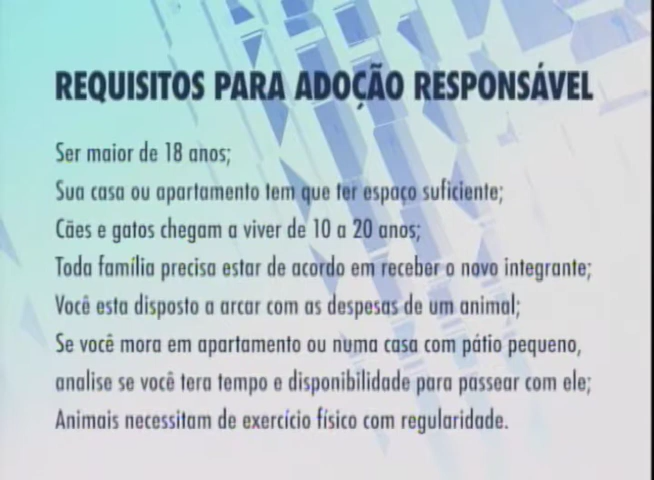 REQUISITOS PARA ADOÇÃO RESPONSÁVEL
Ser maior de 18 anos;
Sua casa ou apartamento tem que ter espaço suficiente;
Cães e gatos chegam a viver de 10 a 20 anos;
Toda família precisa estar de acordo em receber o novo integrante;
Você esta disposto a arcar com as despesas de um animal;
Se você mora em apartamento ou numa casa com pátio pequeno,
analise se você tera tempo e disponibilidade para passear com ele;
Animais necessitam de exercício físico com regularidade.